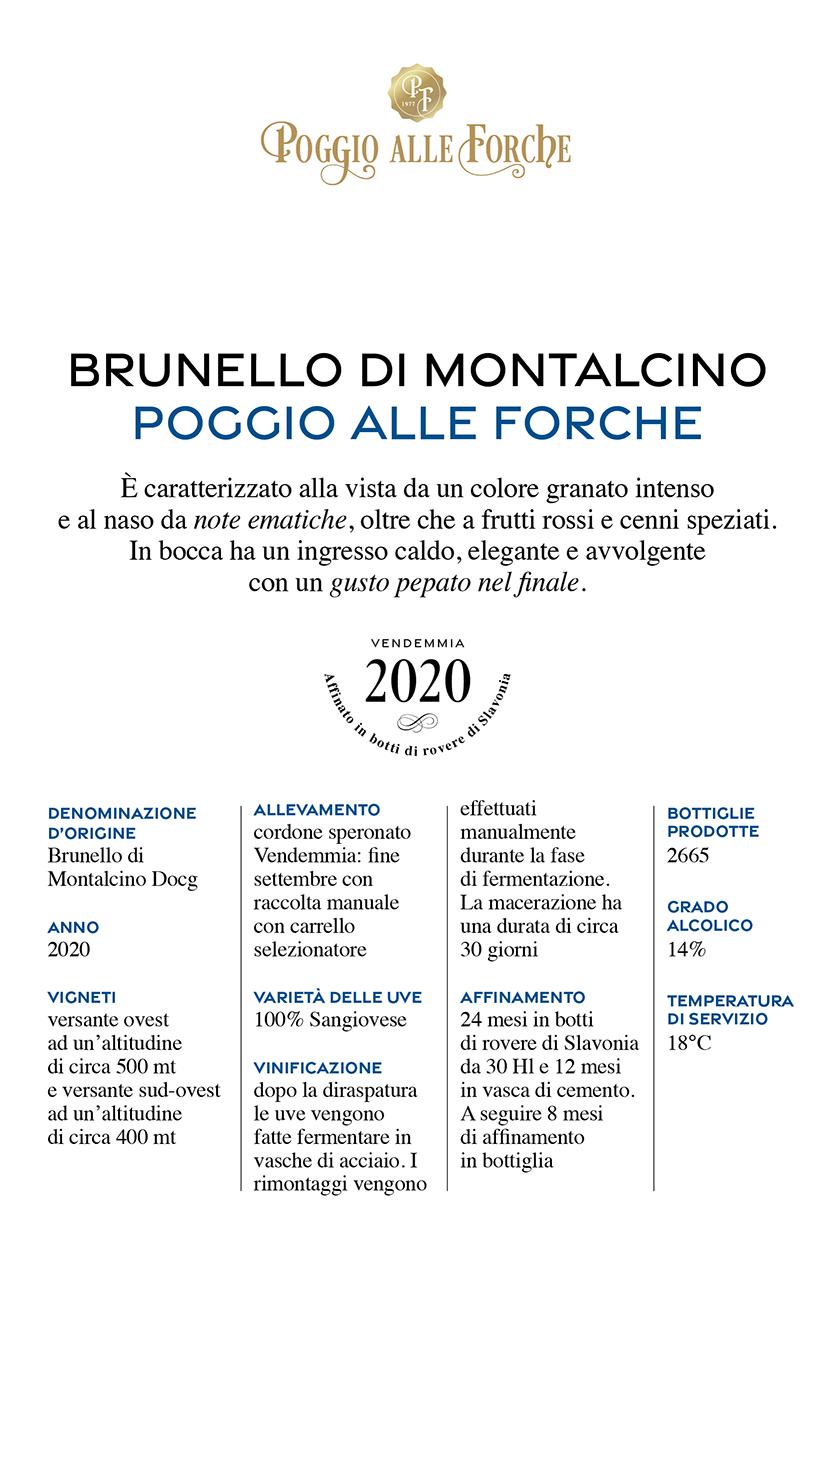 PF
1977
POGGIO ALLE FORCHE
BRUNELLO DI MONTALCINO
POGGIO ALLE FORCHE
È caratterizzato alla vista da un colore granato intenso
e al naso da note ematiche, oltre che a frutti rossi e cenni speziati.
In bocca ha un ingresso caldo, elegante e avvolgente
con un gusto pepato nel finale.
VENDEMMIA
2020
Affinato in botti di rovere di Slavonia
DENOMINAZIONE
D'ORIGINE
Brunello di
Montalcino Docg
ANNO
2020
VIGNETI
versante ovest
ad un'altitudine
di circa 500 mt
e versante sud-ovest
ad un'altitudine
di circa 400 mt
ALLEVAMENTO
cordone speronato
Vendemmia: fine
settembre con
raccolta manuale
con carrello
selezionatore
VARIETÀ DELLE UVE
100% Sangiovese
VINIFICAZIONE
dopo la diraspatura
le uve vengono
fatte fermentare in
vasche di acciaio. I
rimontaggi vengono
effettuati
manualmente
durante la fase
di fermentazione.
La macerazione ha
una durata di circa
30 giorni
AFFINAMENTO
24 mesi in botti
di rovere di Slavonia
da 30 Hl e 12 mesi
in vasca di cemento.
A seguire 8 mesi
di affinamento
in bottiglia
BOTTIGLIE
PRODOTTE
2665
GRADO
ALCOLICO
14%
TEMPERATURA
DI SERVIZIO
18°C